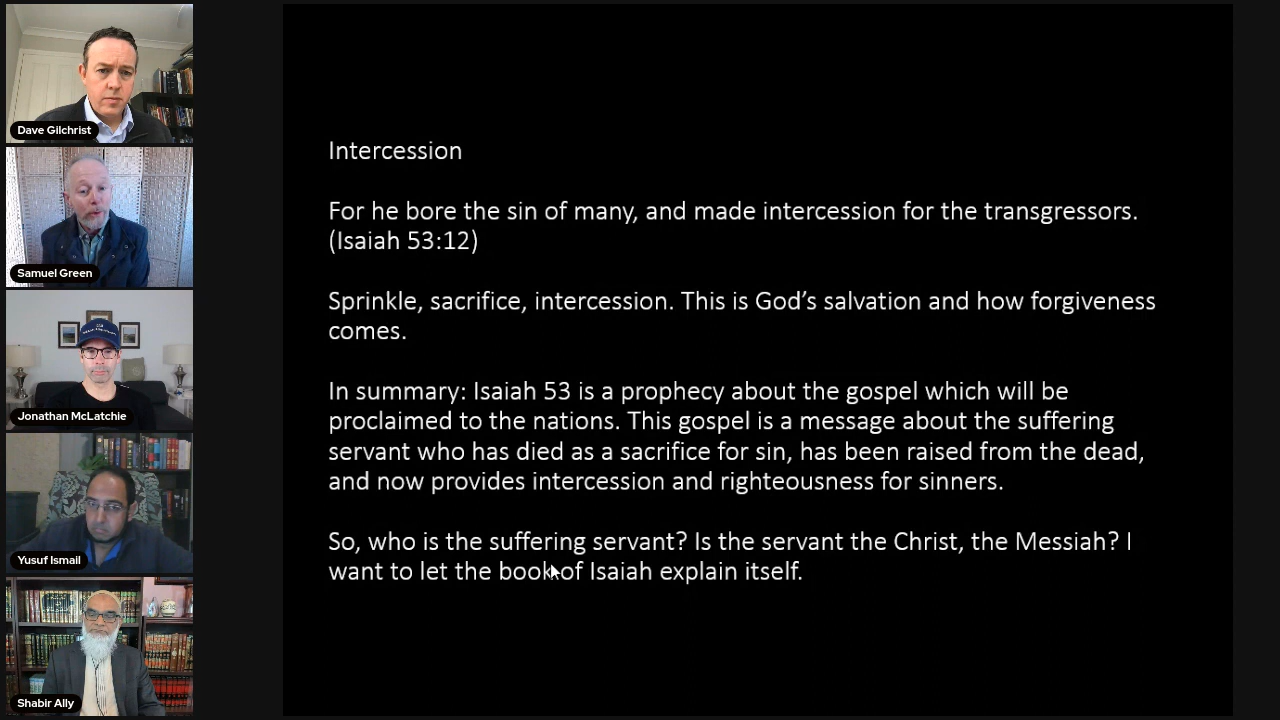 Dave Gilchrist
Samuel Green
Jonathan McLatchie
Yusuf Ismail
Shabir Ally
Intercession
For he bore the sin of many, and made intercession for the transgressors.
(Isaiah 53:12)
Sprinkle, sacrifice, intercession. This is God’s salvation and how forgiveness
comes.
In summary: Isaiah 53 is a prophecy about the gospel which will be
proclaimed to the nations. This gospel is a message about the suffering
servant who has died as a sacrifice for sin, has been raised from the dead,
and now provides intercession and righteousness for sinners.
So, who is the suffering servant? Is the servant the Christ, the Messiah? I
want to let the book of Isaiah explain itself.